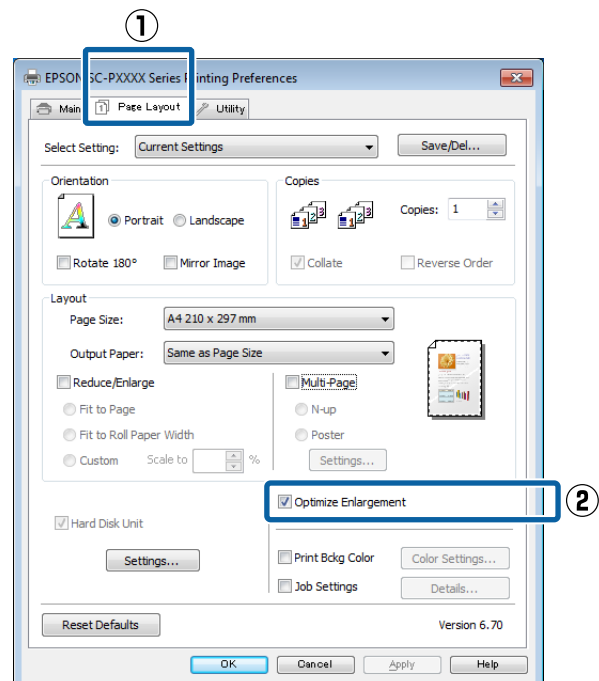 ①
EPSON SC-PXXXX Series Printing Preferences
Main Page Layout Utility
Select Setting: Current Settings Save/Del...
Orientation
Portrait Landscape
Rotate 180° Mirror Image
Copies
Copies: 1
Collate Reverse Order
Layout
Page Size: A4 210 x 297 mm
Output Paper: Same as Page Size
Reduce/Enlarge
Fit to Page
Fit to Roll Paper Width
Custom Scale to %
Multi-Page
N-up
Poster
Settings...
Optimize Enlargement
②
Hard Disk Unit
Settings...
Print Bckg Color Color Settings...
Job Settings Details...
Reset Defaults Version 6.70
OK Cancel Apply Help